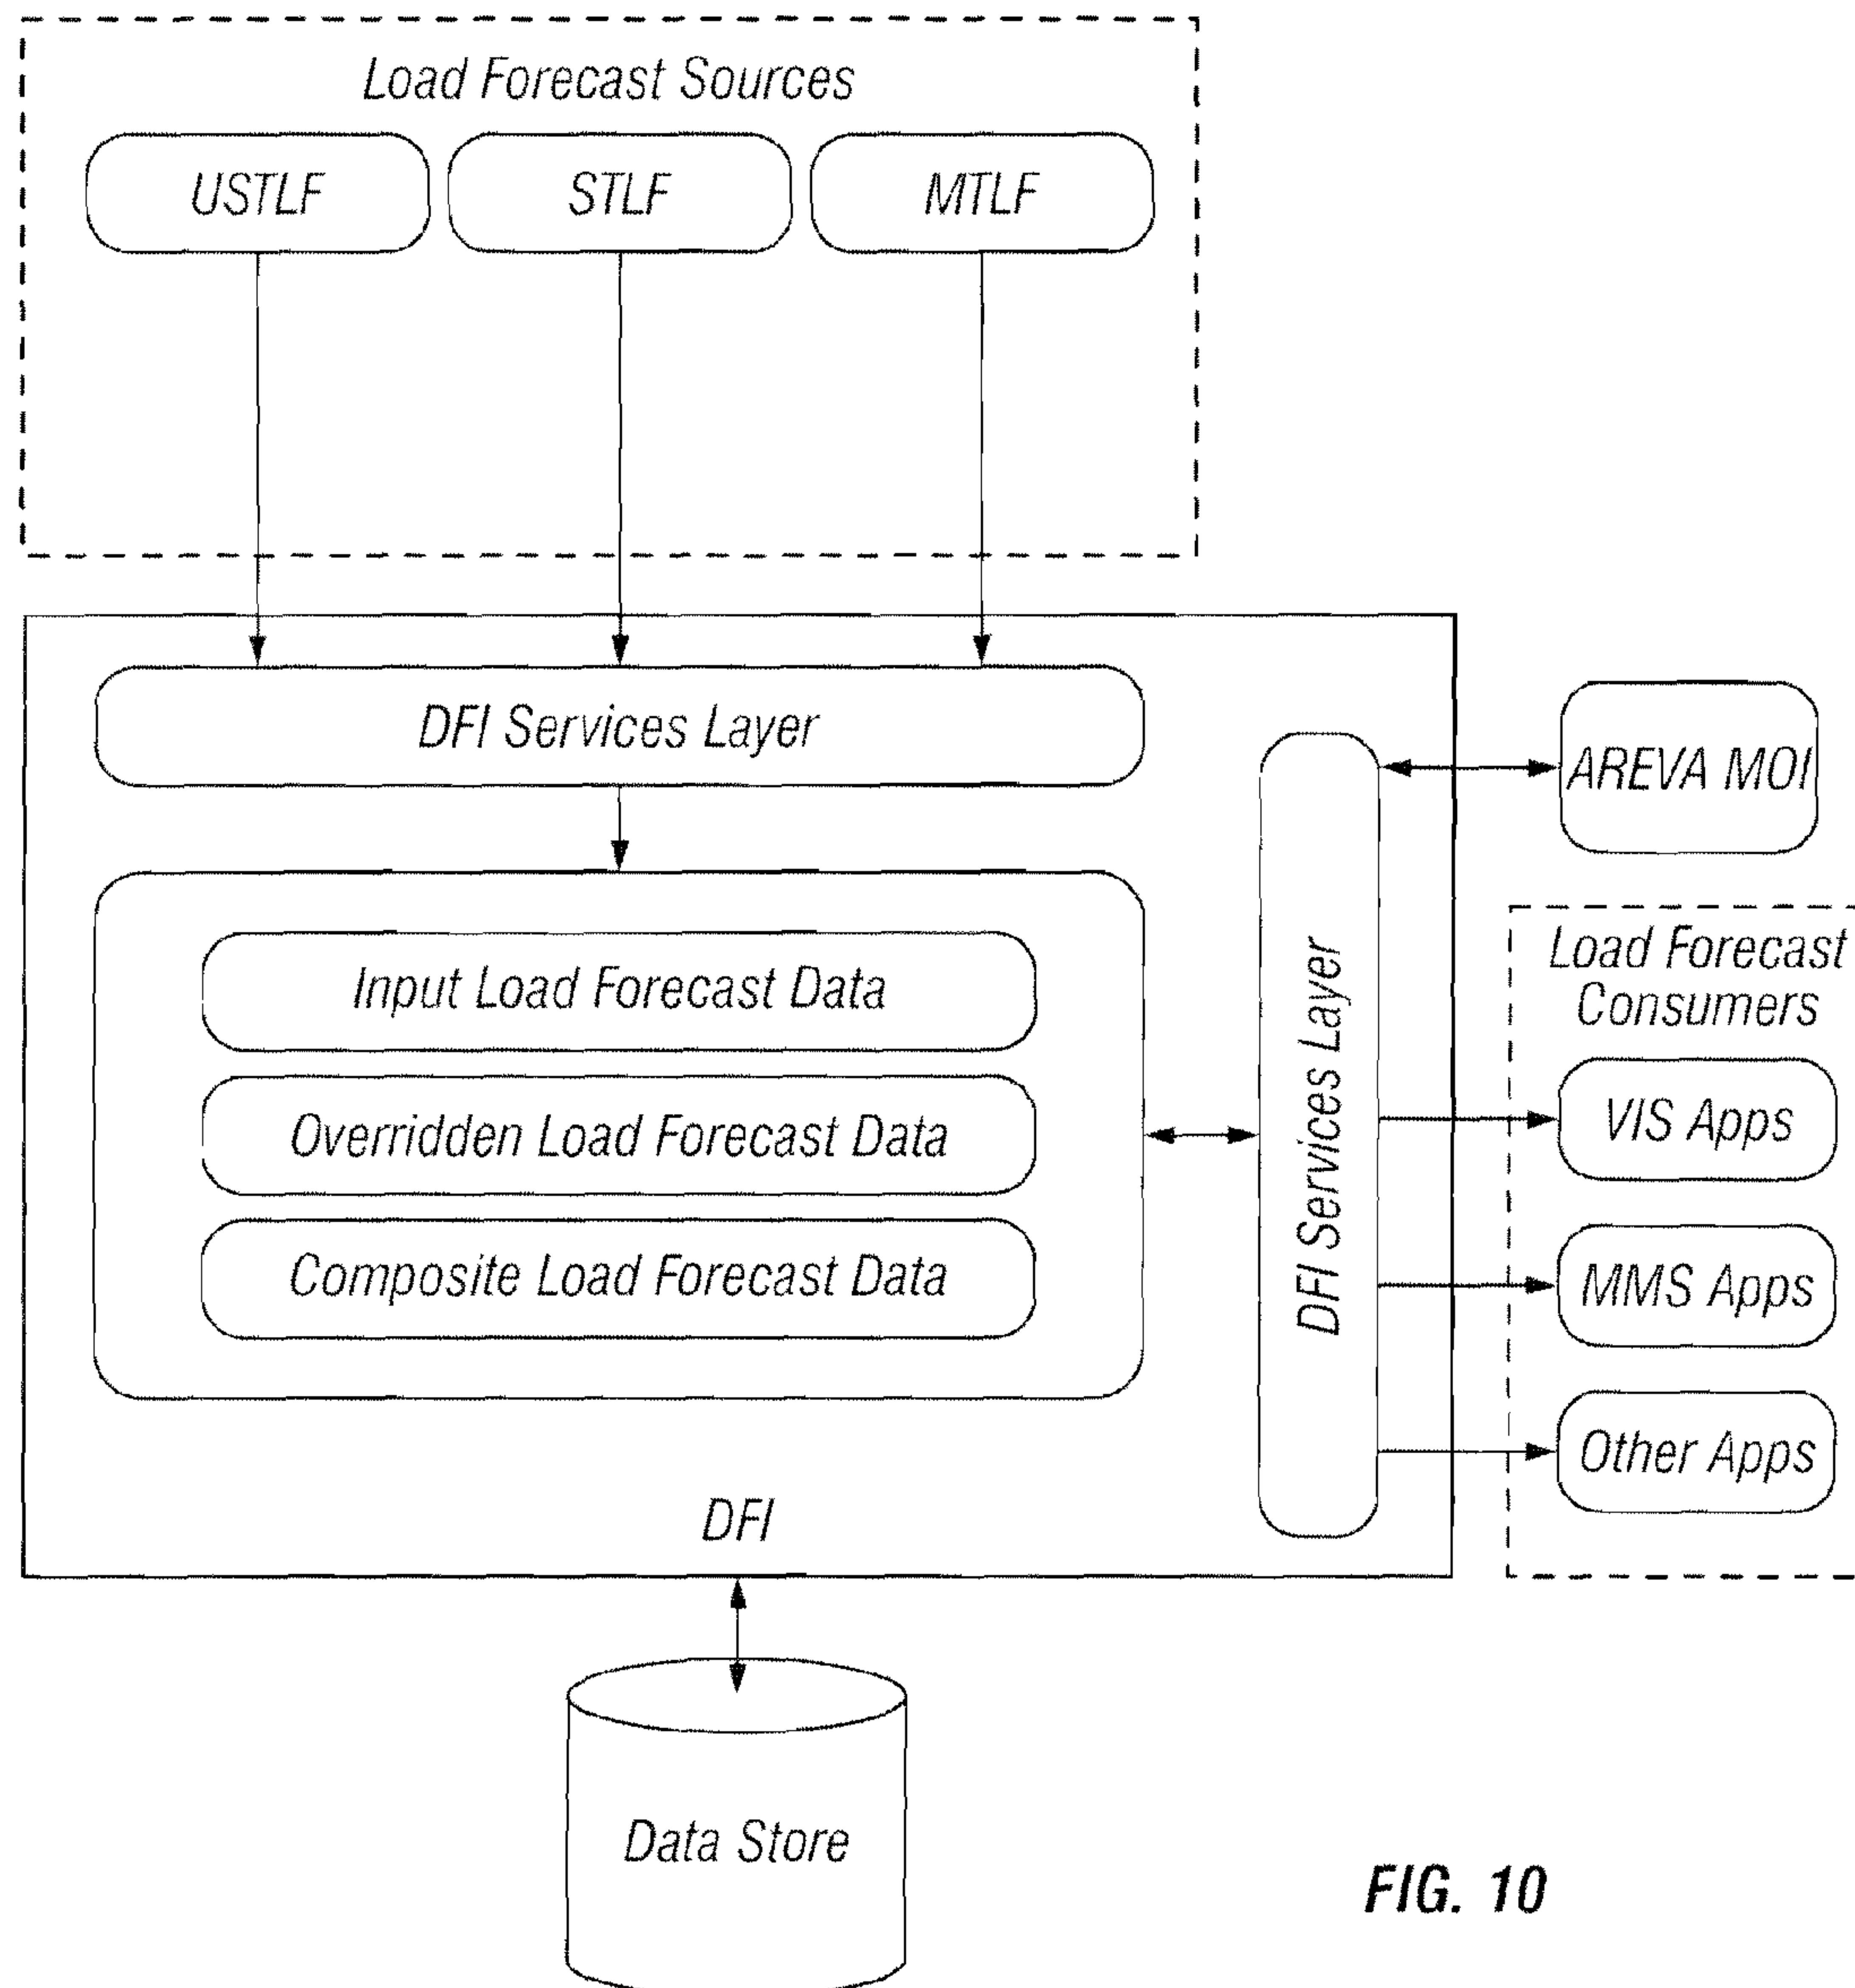 Load Forecast Sources
USTLF
STLF
MTLF
DFI Services Layer
Input Load Forecast Data
Overridden Load Forecast Data
Composite Load Forecast Data
DFI
DFI Services Layer
AREVA MOI
Load Forecast
Consumers
VIS Apps
MMS Apps
Other Apps
Data Store
FIG. 10